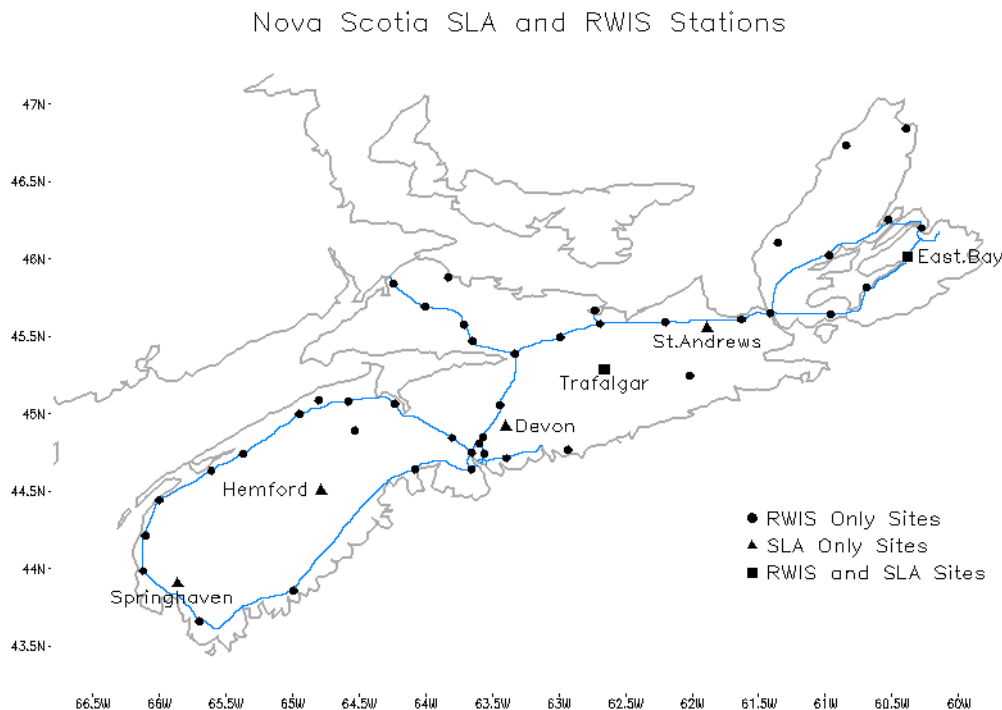 Nova Scotia SLA and RWIS Stations
47N
46.5N
46N
45.5N
45N
44.5N
44N
43.5N
East.Bay
St.Andrews
Trafalgar
Devon
Hemford
Springhaven
RWIS Only Sites
SLA Only Sites
RWIS and SLA Sites
66.5W 66W 65.5W 65W 64.5W 64W 63.5W 63W 62.5W 62W 61.5W 61W 60.5W 60W